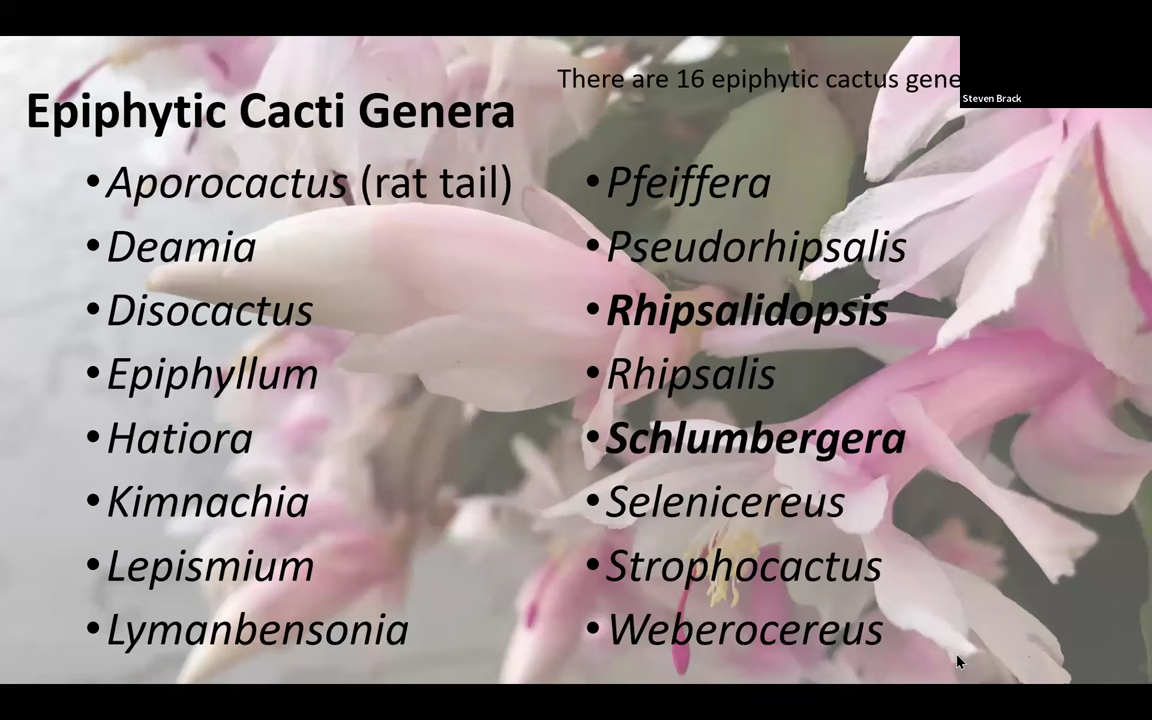 There are 16 epiphytic cactus gene
Steven Brack
Epiphytic Cacti Genera
• Aporocactus (rat tail)
• Deamia
• Disocactus
• Epiphyllum
• Hatiora
• Kimnachia
• Lepismium
• Lymanbensonia
• Pfeiffera
• Pseudorhipsalis
• Rhipsalidopsis
• Rhipsalis
• Schlumbergera
• Selenicereus
• Strophocactus
• Weberocereus